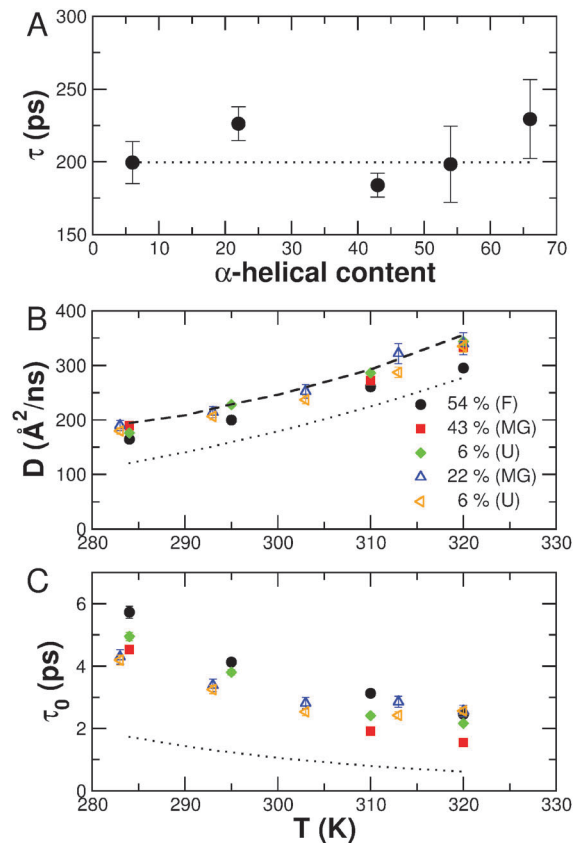 A
300
250
200
150
τ (ps)
0 10 20 30 40 50 60 70
α-helical content
B
400
300
200
100
0
D (Å²/ns)
54 % (F)
43 % (MG)
6 % (U)
22 % (MG)
6 % (U)
280 290 300 310 320 330
C
6
4
2
0
τ₀ (ps)
280 290 300 310 320 330
T (K)